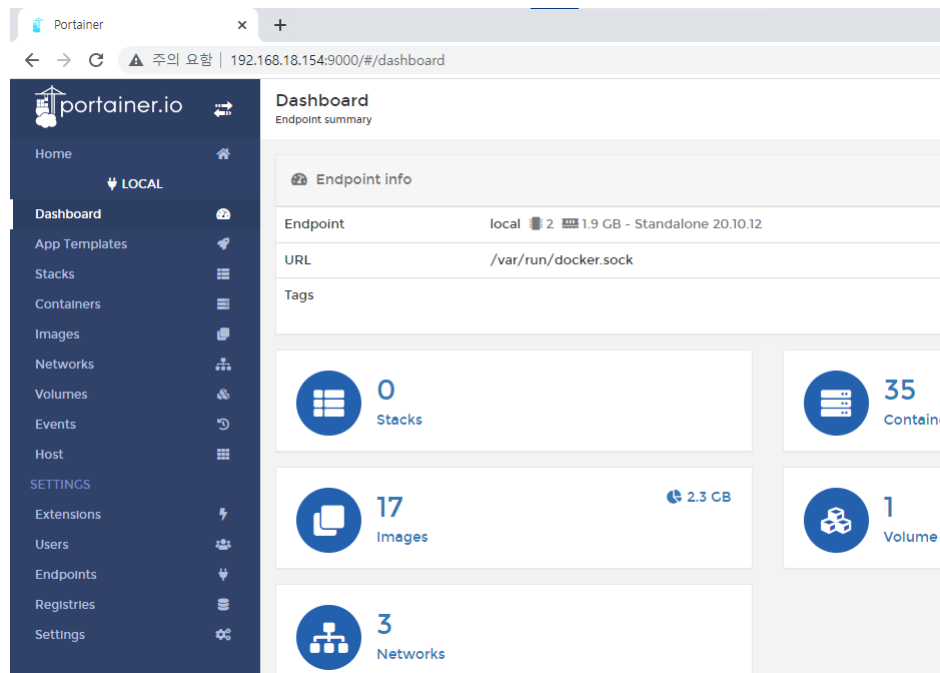 Portainer
주의 요함 | 192.168.18.154:9000/#/dashboard
portainer.io
Dashboard
Endpoint summary
Home
LOCAL
Dashboard
App Templates
Stacks
Containers
Images
Networks
Volumes
Events
Host
SETTINGS
Extensions
Users
Endpoints
Registries
Settings
Endpoint info
Endpoint local 2 1.9 GB - Standalone 20.10.12
URL /var/run/docker.sock
Tags
0
Stacks
35
Containe
17
Images
2.3 GB
1
Volume
3
Networks